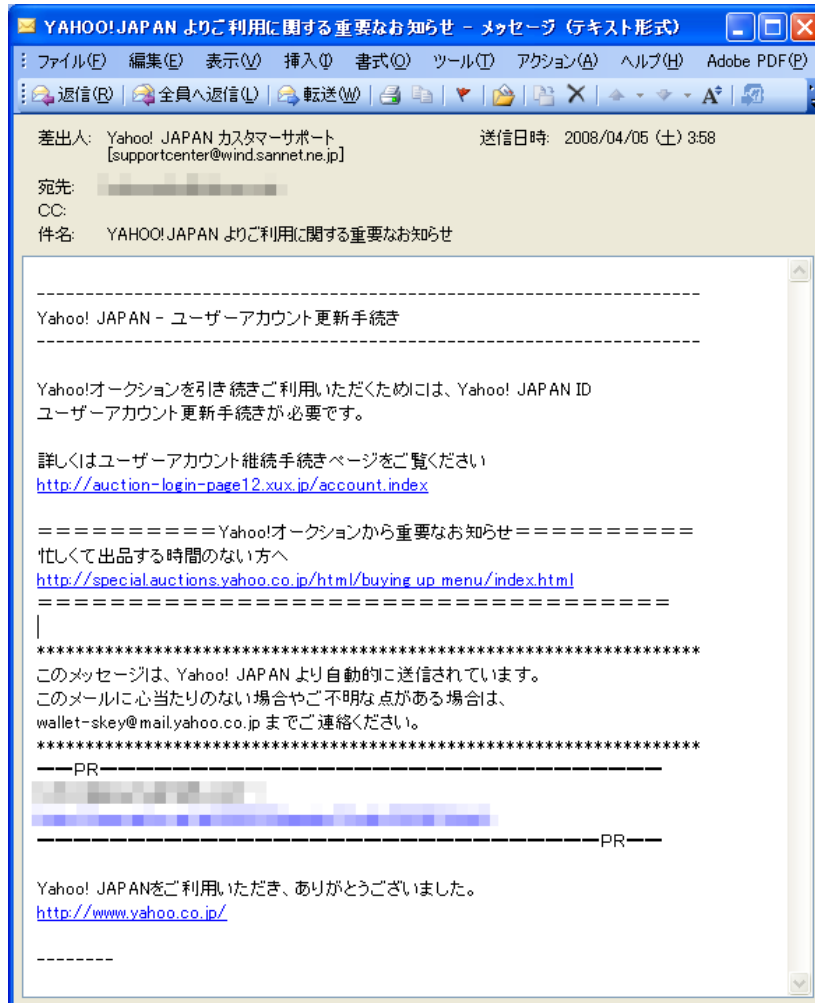 YAHOO!JAPAN よりご利用に関する重要なお知らせ - メッセージ (テキスト形式)
ファイル(F) 編集(E) 表示(V) 挿入(I) 書式(O) ツール(T) アクション(A) ヘルプ(H) Adobe PDF(P)
返信(R) 全員へ返信(L) 転送(W)
差出人: Yahoo! JAPAN カスタマーサポート 送信日時: 2008/04/05 (土) 3:58
[supportcenter@wind.sannet.ne.jp]
宛先:
CC:
件名: YAHOO!JAPAN よりご利用に関する重要なお知らせ
----------------------------------------------------------------------
Yahoo! JAPAN - ユーザーアカウント更新手続き
----------------------------------------------------------------------
Yahoo!オークションを引き続きご利用いただくためには、Yahoo! JAPAN ID
ユーザーアカウント更新手続きが必要です。
詳しくはユーザーアカウント継続手続きページをご覧ください
http://auction-login-page12.xux.jp/account.index
==========Yahoo!オークションから重要なお知らせ==========
忙しくて出品する時間のない方へ
http://special.auctions.yahoo.co.jp/html/buying up menu/index.html
====================================
**********************************************************************
このメッセージは、Yahoo! JAPAN より自動的に送信されています。
このメールに心当たりのない場合やご不明な点がある場合は、
wallet-skey@mail.yahoo.co.jp までご連絡ください。
**********************************************************************
━━PR━━━━━━━━━━━━━━━━━━━━━━━━━━━━━━
━━━━━━━━━━━━━━━━━━━━━━━━━━━━━━PR━━
Yahoo! JAPANをご利用いただき、ありがとうございました。
http://www.yahoo.co.jp/
--------